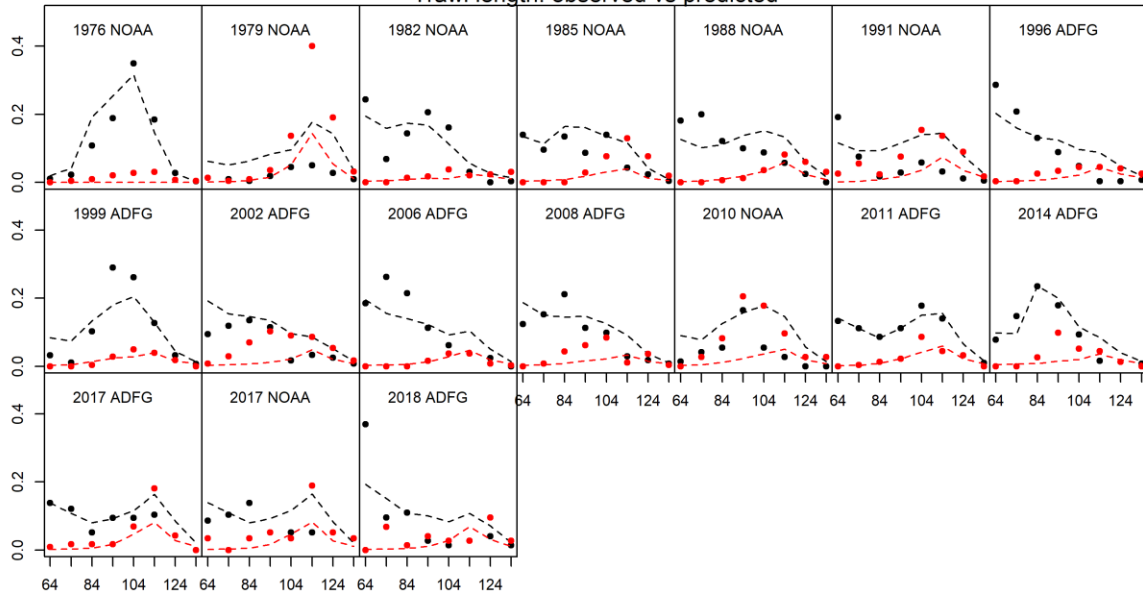 Trawl length: observed vs predicted
1976 NOAA 1979 NOAA 1982 NOAA 1985 NOAA 1988 NOAA 1991 NOAA 1996 ADFG
0.4
0.2
0.0
1999 ADFG 2002 ADFG 2006 ADFG 2008 ADFG 2010 NOAA 2011 ADFG 2014 ADFG
0.4
0.2
0.0
64 84 104 124 64 84 104 124 64 84 104 124 64 84 104 124
2017 ADFG 2017 NOAA 2018 ADFG
0.4
0.2
0.0
64 84 104 124 64 84 104 124 64 84 104 124